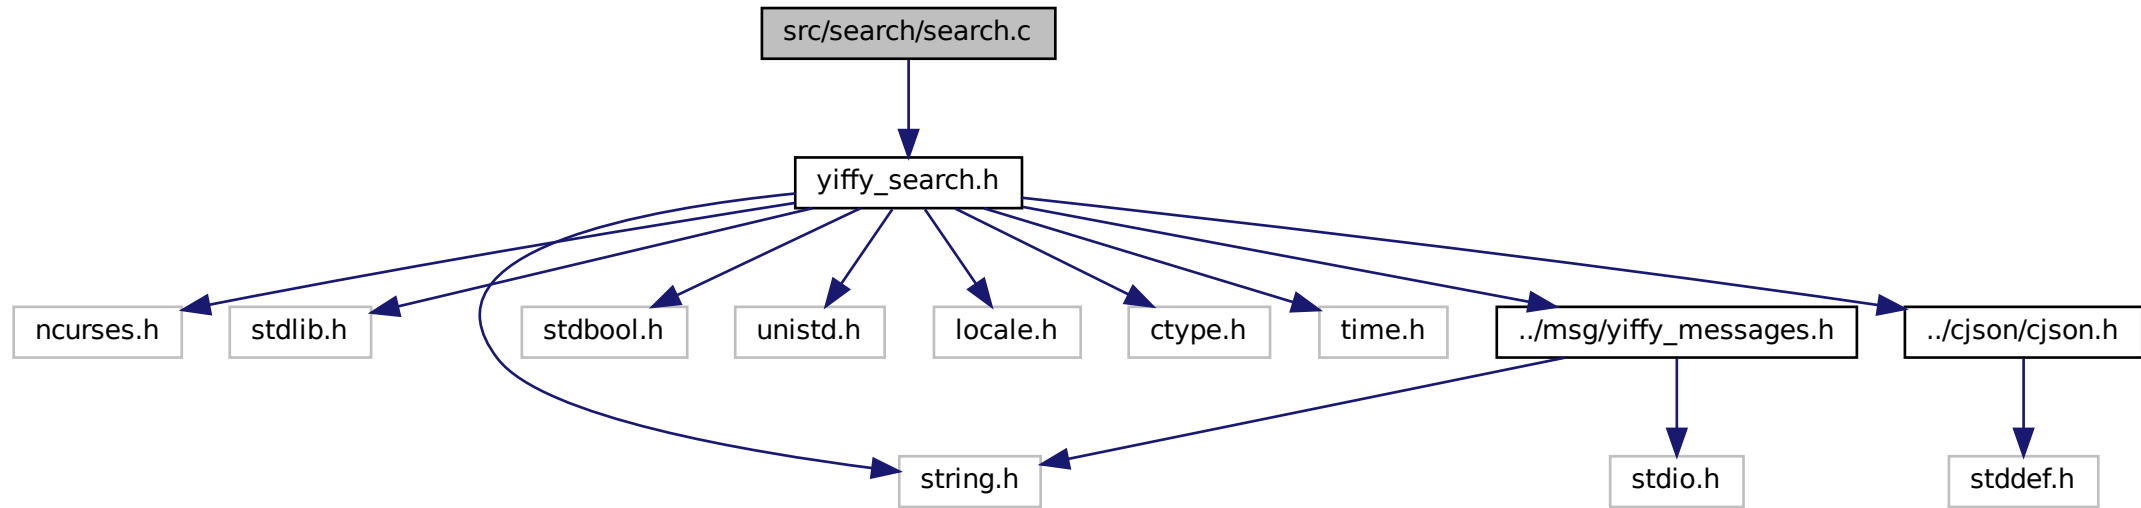 src/search/search.c
yiffy_search.h
ncurses.h
stdlib.h
stdbool.h
unistd.h
locale.h
ctype.h
time.h
../msg/yiffy_messages.h
../cjson/cjson.h
string.h
stdio.h
stddef.h